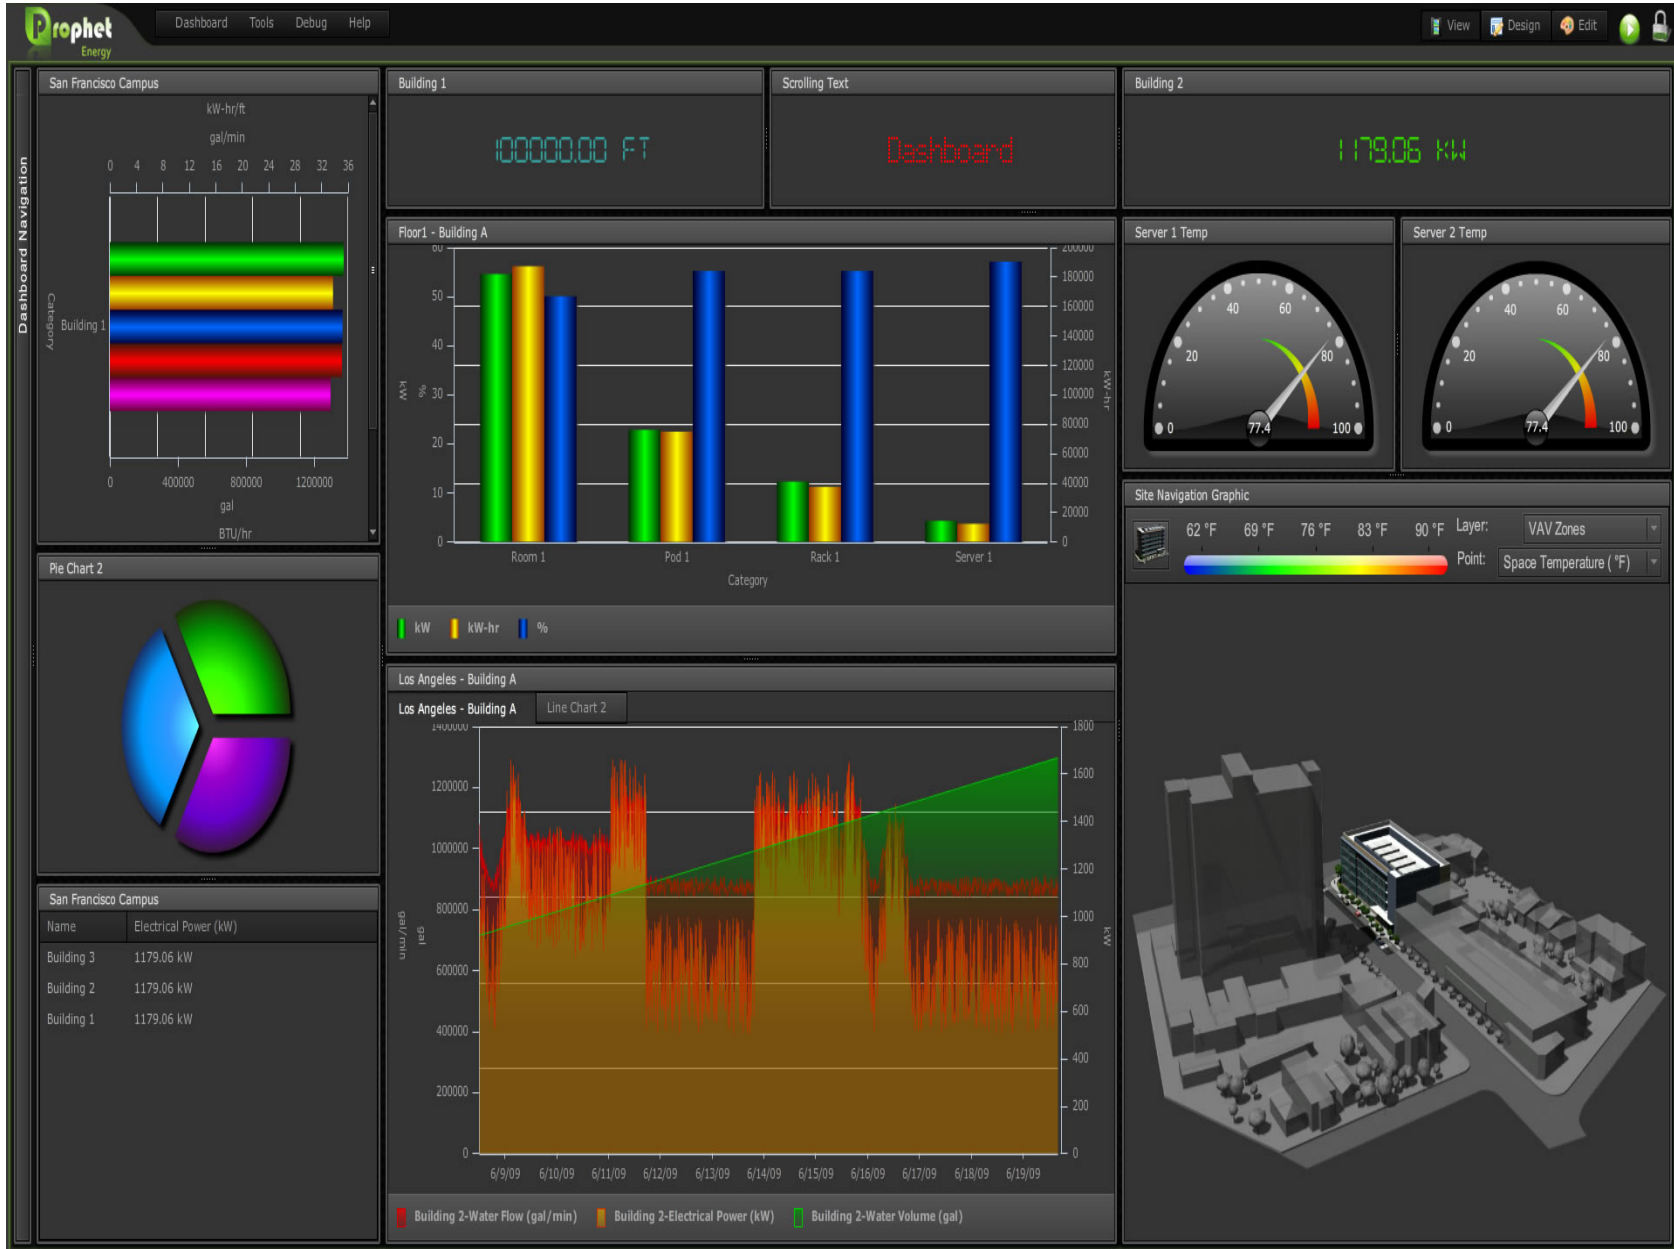 Prophet
Energy
Dashboard Tools Debug Help
View Design Edit
Dashboard Navigation
San Francisco Campus
kW-hr/ft
gal/min
0 4 8 12 16 20 24 28 32 36
Category
Building 1
0 400000 800000 1200000
gal
BTU/hr
Pie Chart 2
San Francisco Campus
Name Electrical Power (kW)
Building 3 1179.06 kW
Building 2 1179.06 kW
Building 1 1179.06 kW
Building 1
100000.00 FT
Scrolling Text
Dashboard
Building 2
1179.06 KW
Floor1 - Building A
60 200000
180000
50
160000
140000
40
120000
kW % 30 100000 kW-hr
80000
20
60000
40000
10
20000
0 0
Room 1 Pod 1 Rack 1 Server 1
Category
kW kW-hr %
Los Angeles - Building A
Los Angeles - Building A Line Chart 2
1400000 1800
1600
1200000
1400
1000000
1200
800000
gal/min gal 1000 kW
800
600000
600
400000
400
200000
200
0 0
6/9/09 6/10/09 6/11/09 6/12/09 6/13/09 6/14/09 6/15/09 6/16/09 6/17/09 6/18/09 6/19/09
Building 2-Water Flow (gal/min) Building 2-Electrical Power (kW) Building 2-Water Volume (gal)
Server 1 Temp
0 20 40 60 80 100
77.4
Server 2 Temp
0 20 40 60 80 100
77.4
Site Navigation Graphic
62 °F 69 °F 76 °F 83 °F 90 °F
Layer: VAV Zones
Point: Space Temperature ( °F)